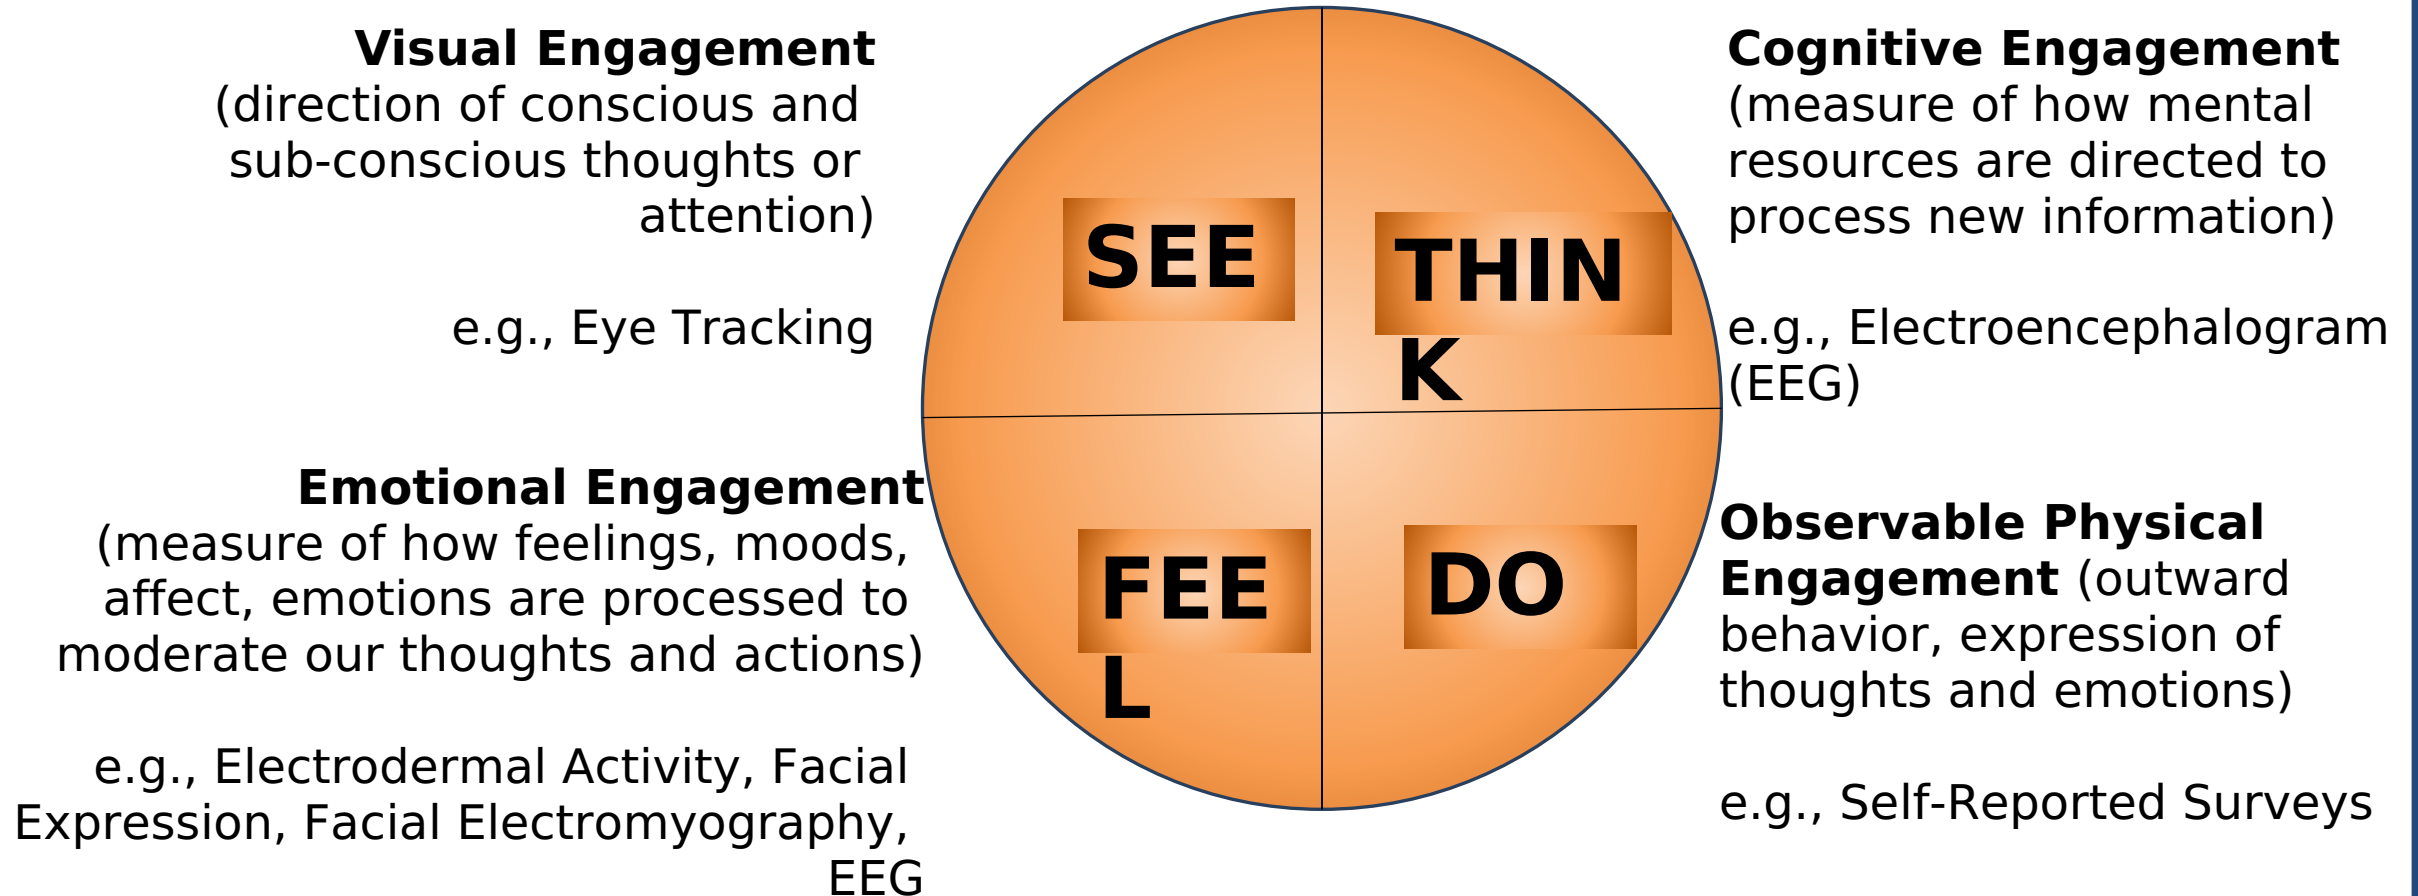 Visual Engagement
(direction of conscious and
sub-conscious thoughts or
attention)
e.g., Eye Tracking
SEE
THIN
K
Cognitive Engagement
(measure of how mental
resources are directed to
process new information)
e.g., Electroencephalogram
(EEG)
Emotional Engagement
(measure of how feelings, moods,
affect, emotions are processed to
moderate our thoughts and actions)
e.g., Electrodermal Activity, Facial
Expression, Facial Electromyography,
EEG
FEE
L
DO
Observable Physical
Engagement (outward
behavior, expression of
thoughts and emotions)
e.g., Self-Reported Surveys